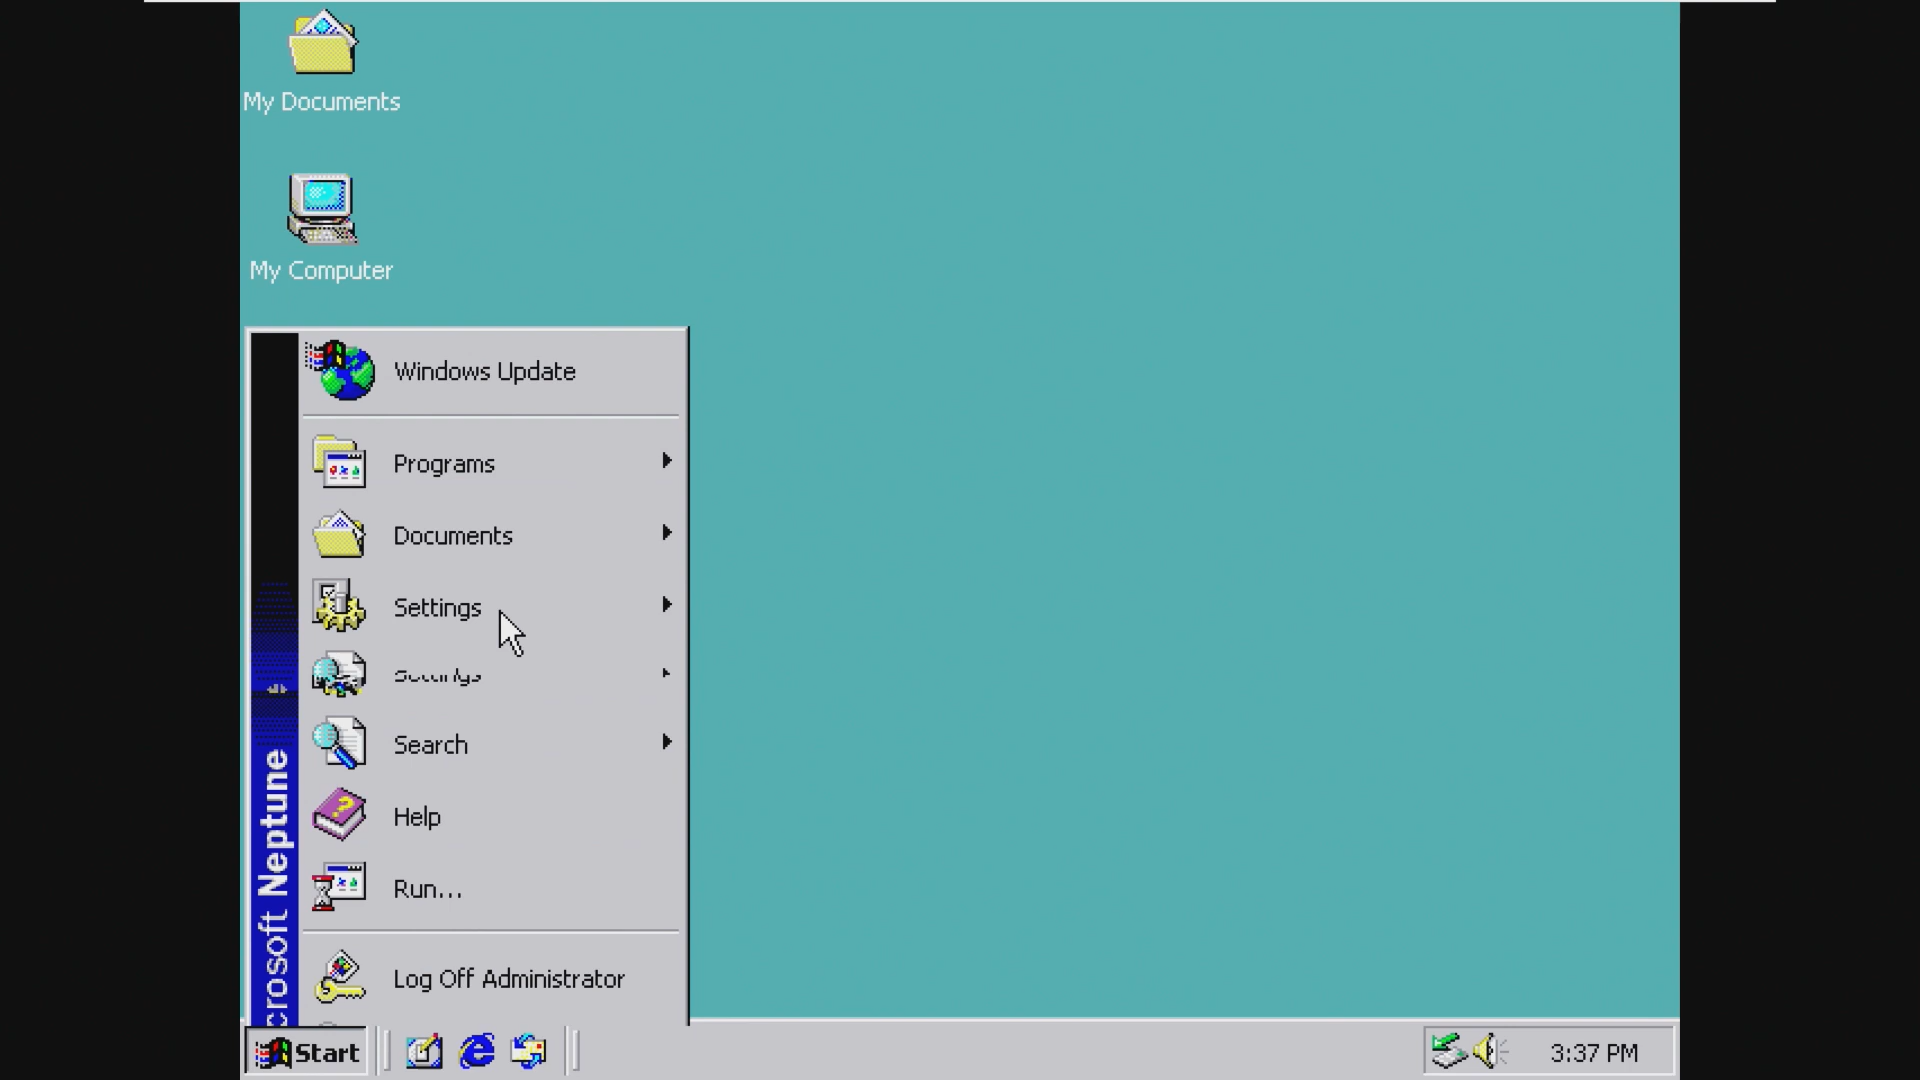 My Documents
My Computer
Windows Update
Programs
Documents
Settings
Search
Help
Run...
Log Off Administrator
crosoft Neptune
Start
3:37 PM